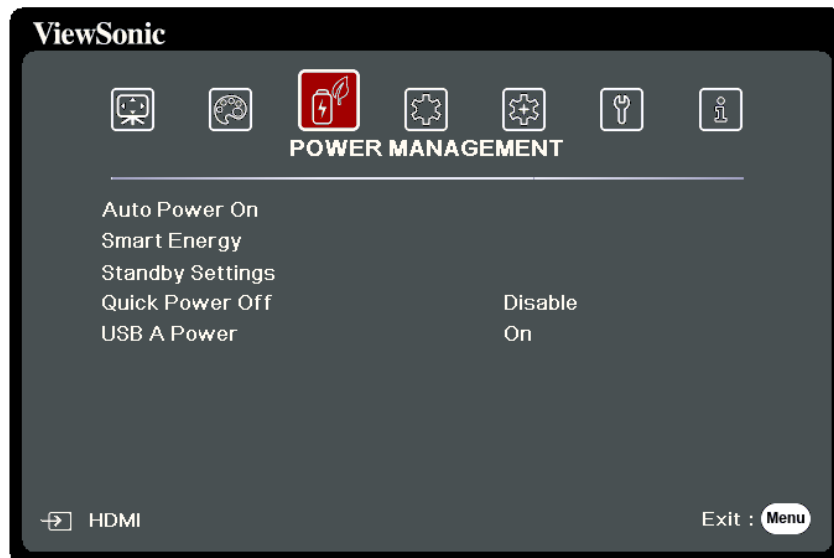 ViewSonic
POWER MANAGEMENT
Auto Power On
Smart Energy
Standby Settings
Quick Power Off Disable
USB A Power On
HDMI Exit : Menu